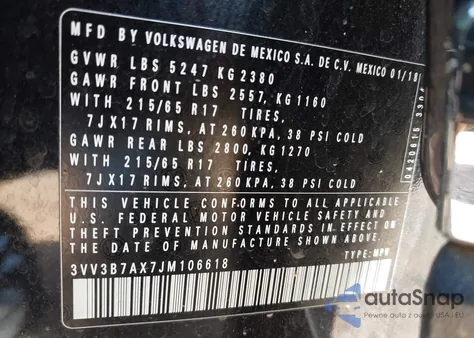 MFD BY VOLKSWAGEN DE MEXICO S.A. DE C.V. MEXICO 01/18
GVWR LBS 5247 KG 2380
GAWR FRONT LBS 2557, KG 1160
WITH 215/65 R17 TIRES,
7JX17 RIMS, AT 260 KPA, 38 PSI COLD
GAWR REAR LBS 2800, KG 1270
WITH 215/65 R17 TIRES,
7JX17 RIMS, AT 260 KPA, 38 PSI COLD
THIS VEHICLE CONFORMS TO ALL APPLICABLE
U.S. FEDERAL MOTOR VEHICLE SAFETY AND
THEFT PREVENTION STANDARDS IN EFFECT ON
THE DATE OF MANUFACTURE SHOWN ABOVE
3VV3B7AX7JM106618 TYPE: MPV
autoSnap
Pewne auto z USA - EU